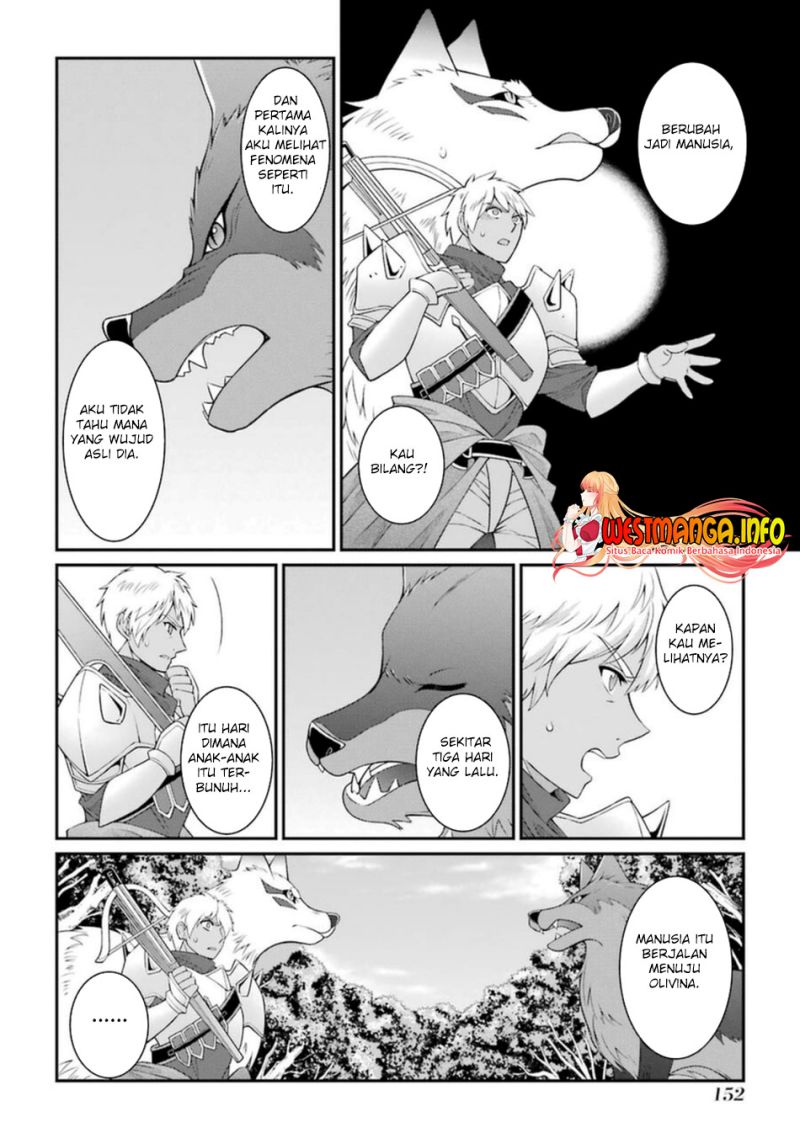 BERUBAH
JADI MANUSIA,
KAU
BILANG?!
DAN
PERTAMA
KALINYA
AKU MELIHAT
FENOMENA
SEPERTI
ITU.
AKU TIDAK
TAHU MANA
YANG WUJUD
ASLI DIA.
WESTMANGA.INFO
Situs Baca Komik Berbahasa Indonesia
KAPAN
KAU ME-
LIHATNYA?
SEKITAR
TIGA HARI
YANG LALU.
ITU HARI
DIMANA
ANAK-ANAK
ITU TER-
BUNUH...
MANUSIA ITU
BERJALAN
MENUJU
OLIVINA.
......
152